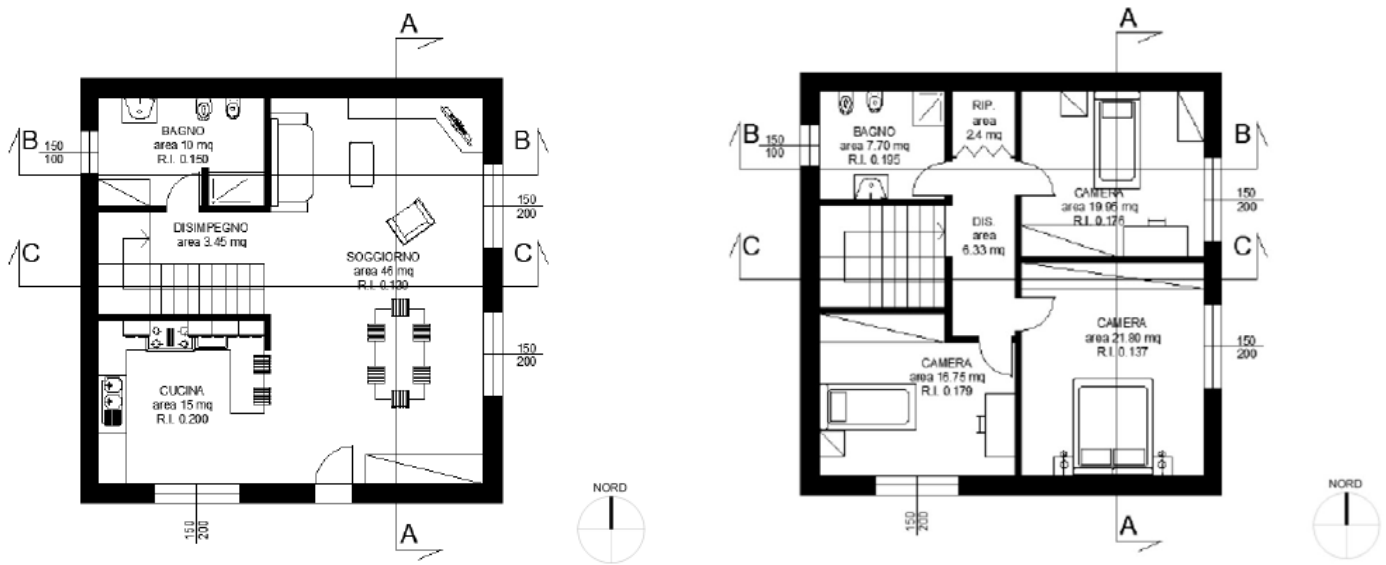 A
B
150
100
BAGNO
area 10 mq
R.I. 0.150
B
150
200
DISIMPEGNO
area 3.45 mq
C
SOGGIORNO
area 46 mq
R.I. 0.130
C
150
200
CUCINA
area 15 mq
R.I. 0.200
150
200
A
NORD
A
B
150
100
BAGNO
area 7.70 mq
R.I. 0.195
RIP.
area
2.4 mq
B
CAMERA
area 19.95 mq
R.I. 0.176
150
200
DIS.
area
6.33 mq
C
C
CAMERA
area 21.80 mq
R.I. 0.137
150
200
CAMERA
area 16.75 mq
R.I. 0.179
150
200
A
NORD